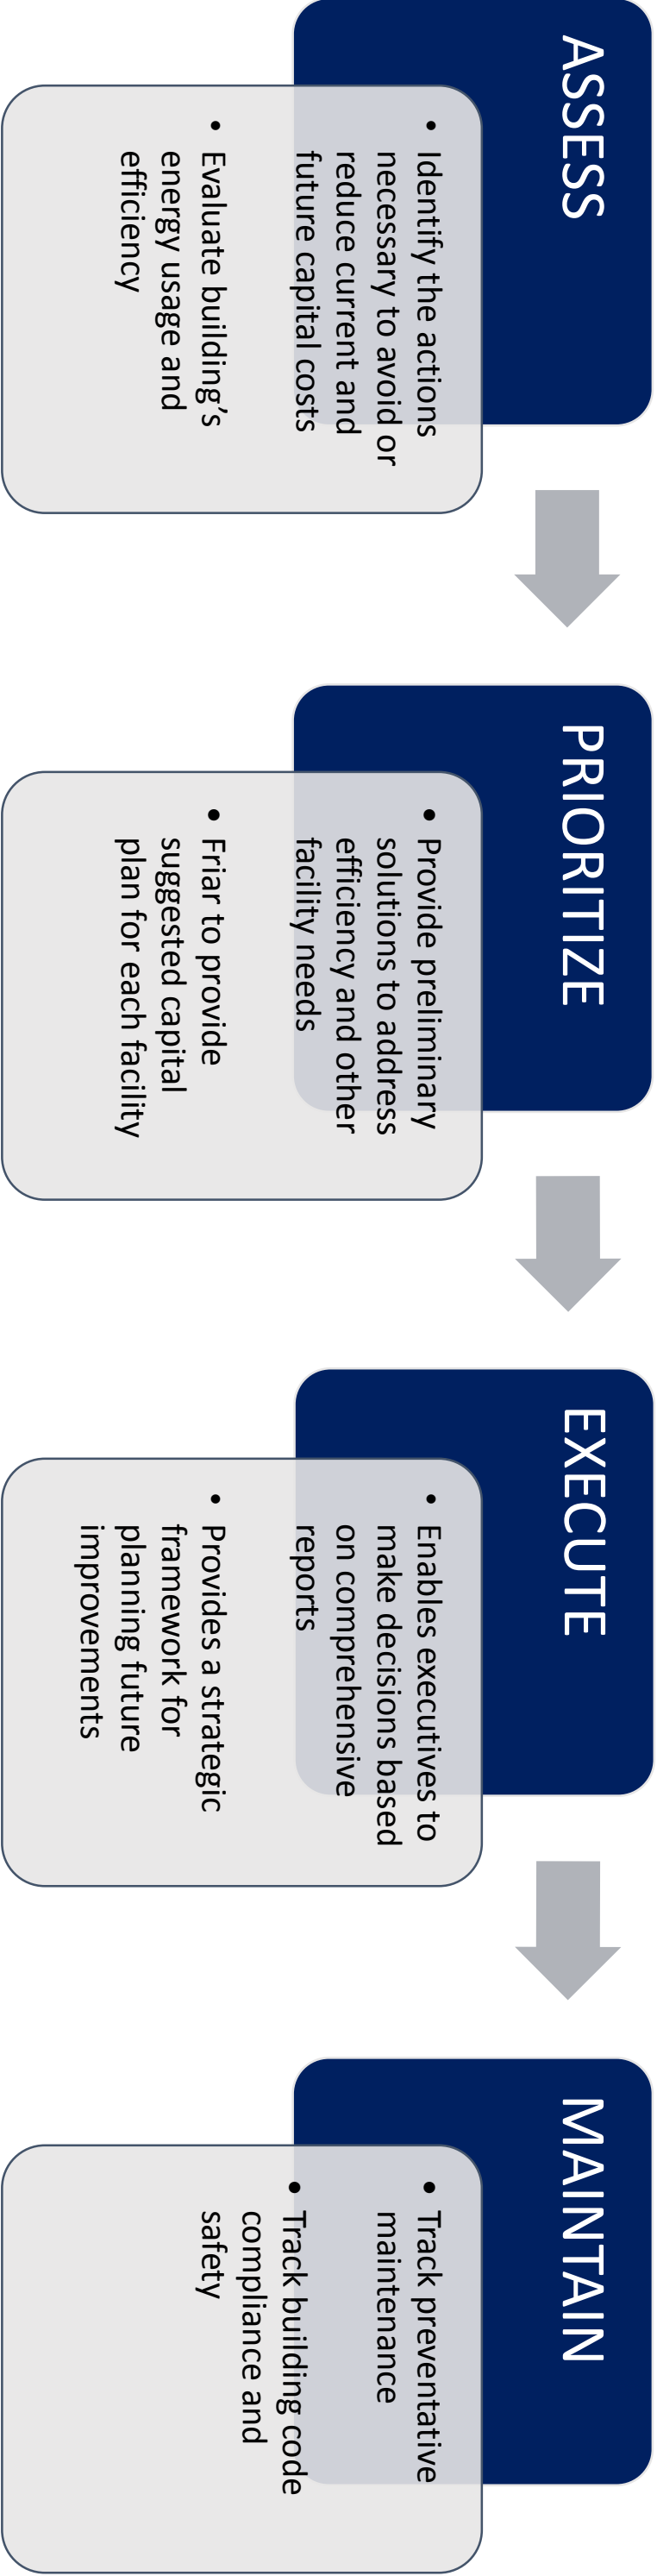 ASSESS
• Identify the actions
necessary to avoid or
reduce current and
future capital costs
• Evaluate building’s
energy usage and
efficiency
PRIORITIZE
• Provide preliminary
solutions to address
efficiency and other
facility needs
• Friar to provide
suggested capital
plan for each facility
EXECUTE
• Enables executives to
make decisions based
on comprehensive
reports
• Provides a strategic
framework for
planning future
improvements
MAINTAIN
• Track preventative
maintenance
• Track building code
compliance and
safety